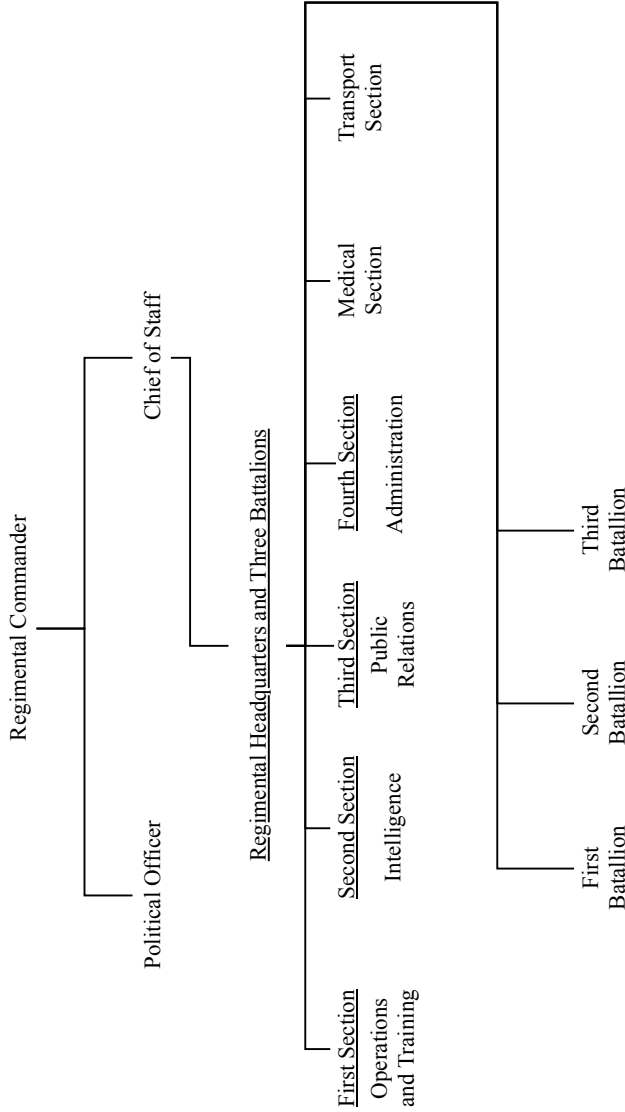 Regimental Commander
Political Officer
Chief of Staff
Regimental Headquarters and Three Battalions
First Section
Operations
and Training
Second Section
Intelligence
Third Section
Public
Relations
Fourth Section
Administration
Medical
Section
Transport
Section
First
Batallion
Second
Batallion
Third
Batallion